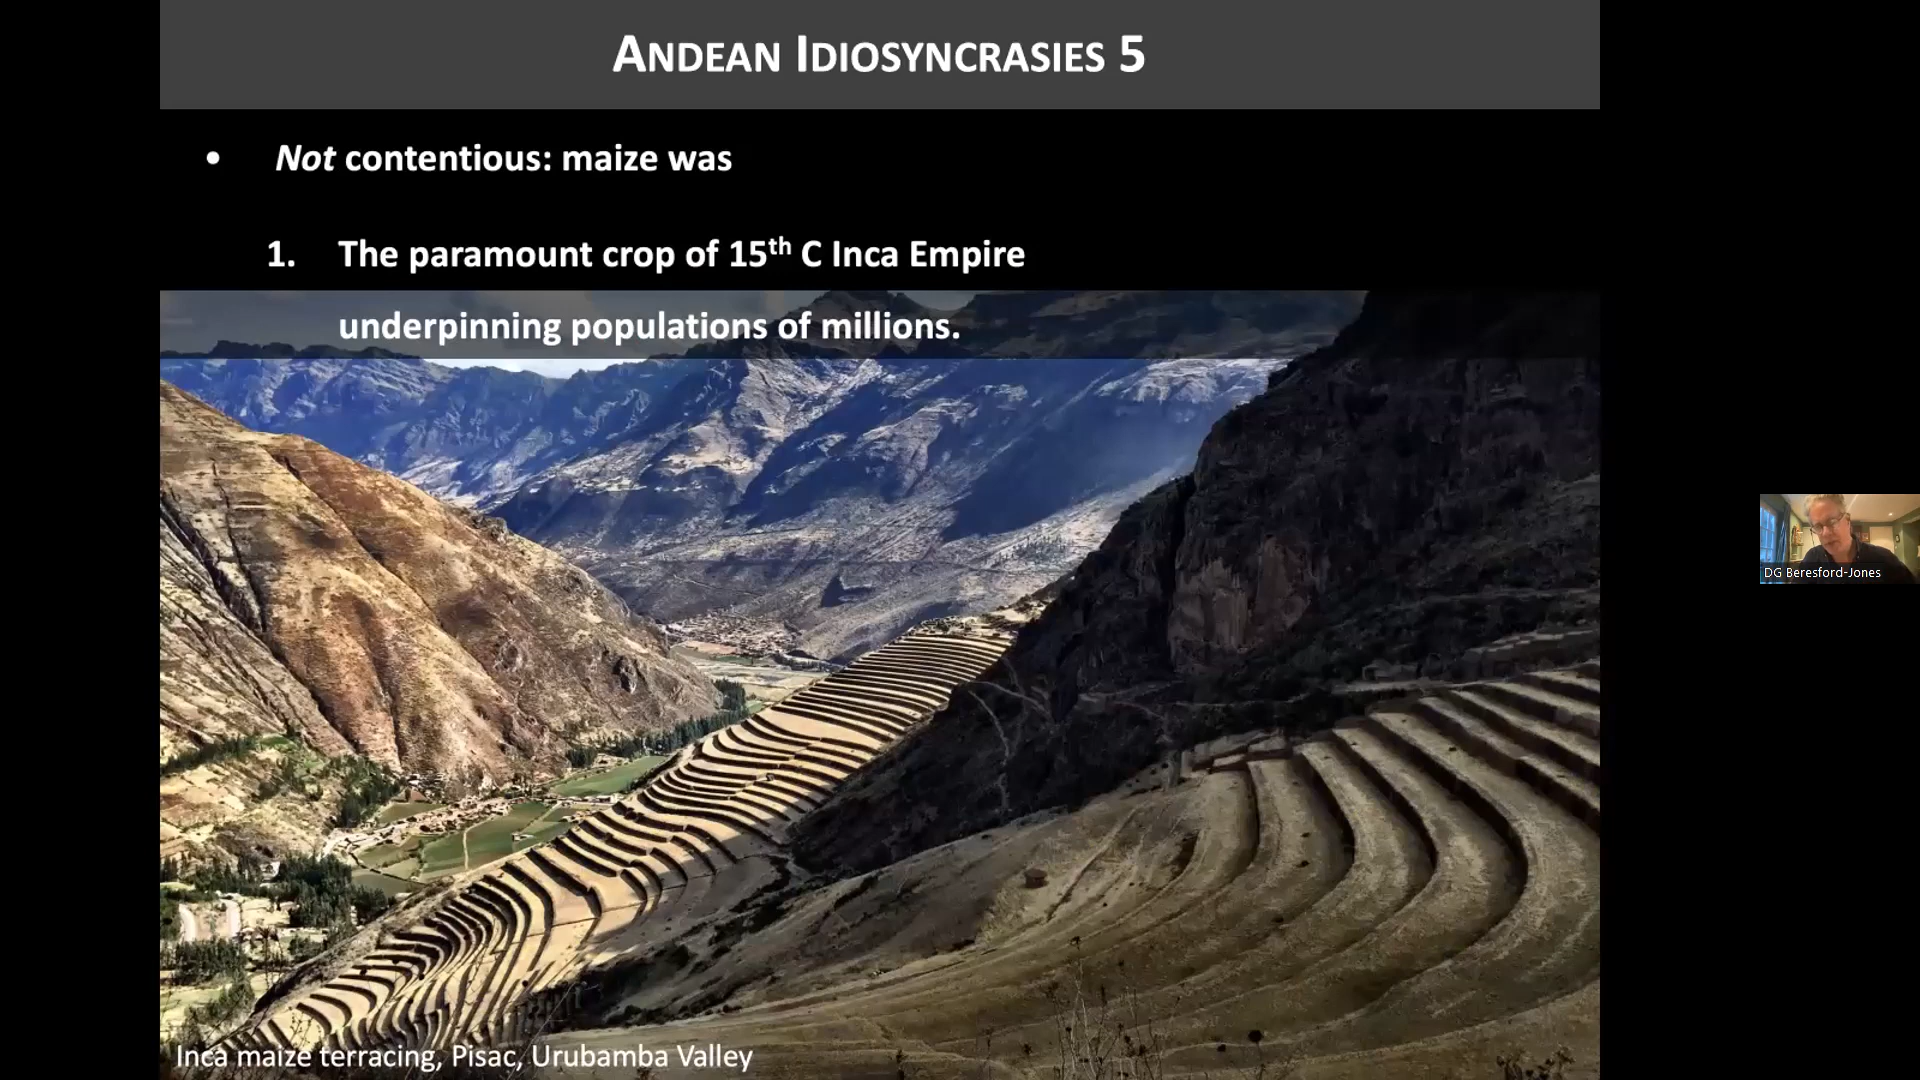 ANDEAN IDIOSYNCRASIES 5
• Not contentious: maize was
1. The paramount crop of 15th C Inca Empire
underpinning populations of millions.
DG Beresford-Jones
Inca maize terracing, Pisac, Urubamba Valley